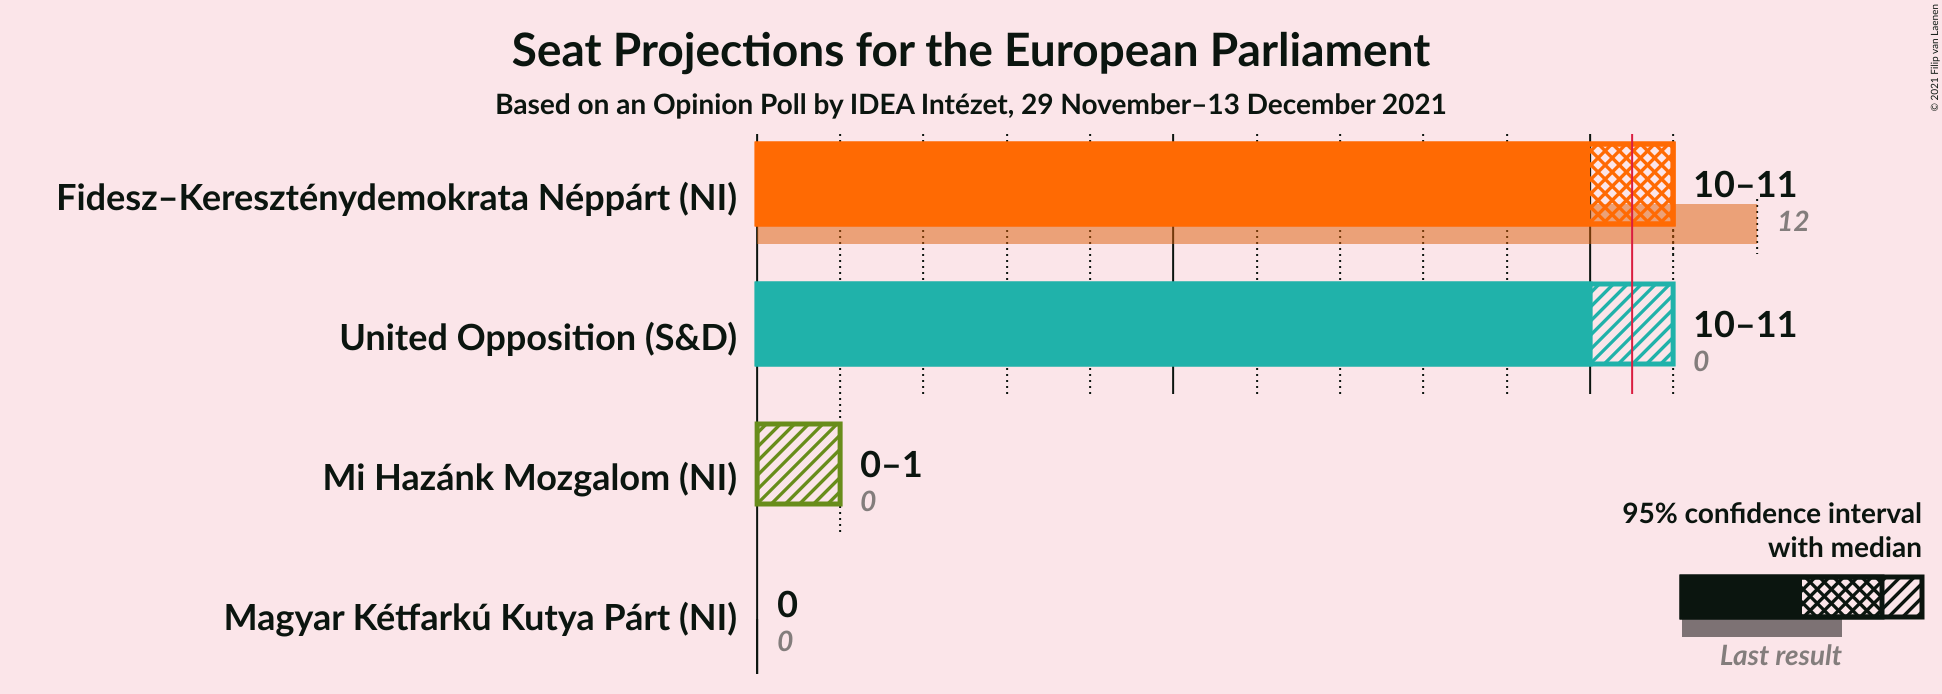 Seat Projections for the European Parliament
Based on an Opinion Poll by IDEA Intézet, 29 November–13 December 2021
© 2021 Filip van Laenen
Fidesz–Kereszténydemokrata Néppárt (NI)
10–11
12
United Opposition (S&D)
10–11
0
Mi Hazánk Mozgalom (NI)
0–1
0
Magyar Kétfarkú Kutya Párt (NI)
0
0
95% confidence interval
with median
Last result